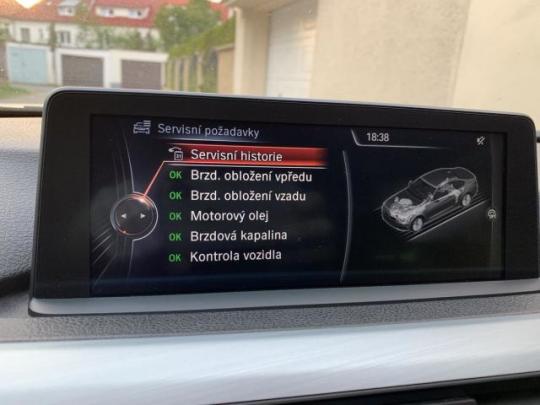 Servisní požadavky
18:38
Servisní historie
OK Brzd. obložení vpředu
OK Brzd. obložení vzadu
OK Motorový olej
OK Brzdová kapalina
OK Kontrola vozidla